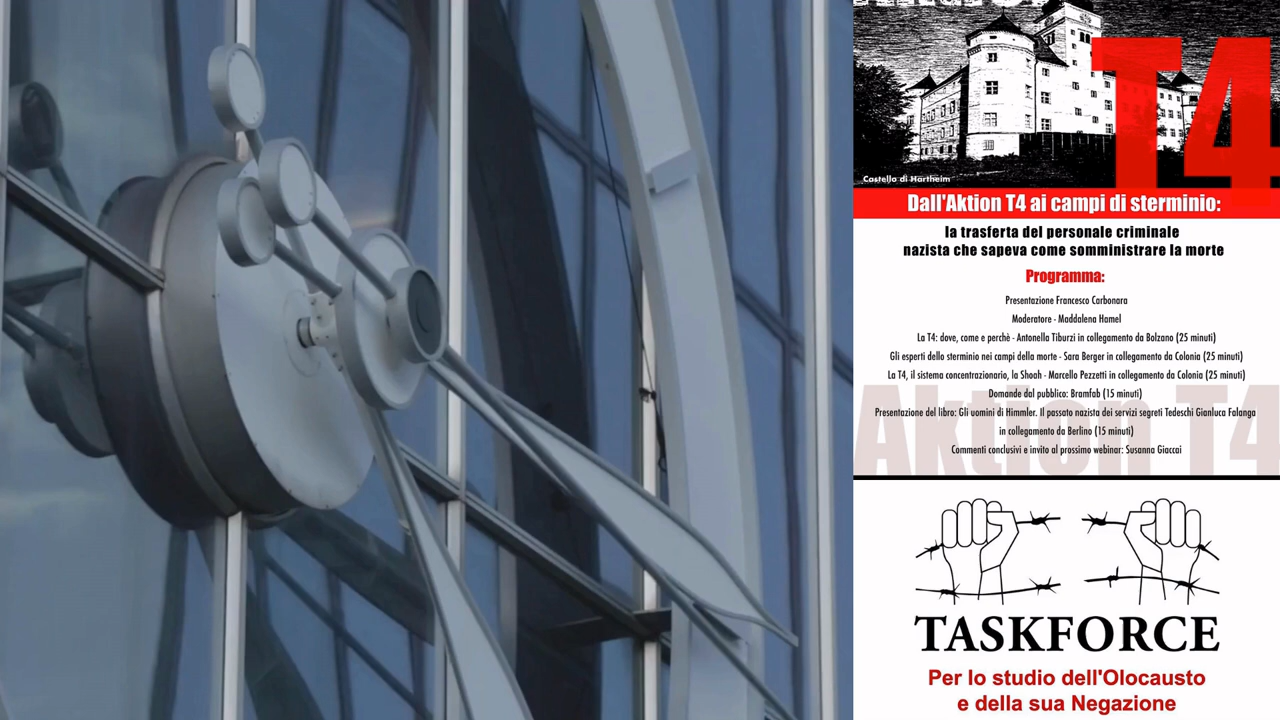 T4
Castello di Hartheim
Dall'Aktion T4 ai campi di sterminio:
la trasferta del personale criminale
nazista che sapeva come somministrare la morte
Programma:
Presentazione Francesco Carbonara
Moderatore - Maddalena Hamel
La T4: dove, come e perchè - Antonella Tiburzi in collegamento da Bolzano (25 minuti)
Gli esperti dello sterminio nei campi della morte - Sara Berger in collegamento da Colonia (25 minuti)
La T4, il sistema concentrazionario, la Shoah - Marcello Pezzetti in collegamento da Colonia (25 minuti)
Domande dal pubblico: Bramfab (15 minuti)
Presentazione del libro: Gli uomini di Himmler. Il passato nazista dei servizi segreti Tedeschi Gianluca Falanga
in collegamento da Berlino (15 minuti)
Commenti conclusivi e invito al prossimo webinar: Susanna Giaccai
Aktion T4
TASKFORCE
Per lo studio dell'Olocausto
e della sua Negazione